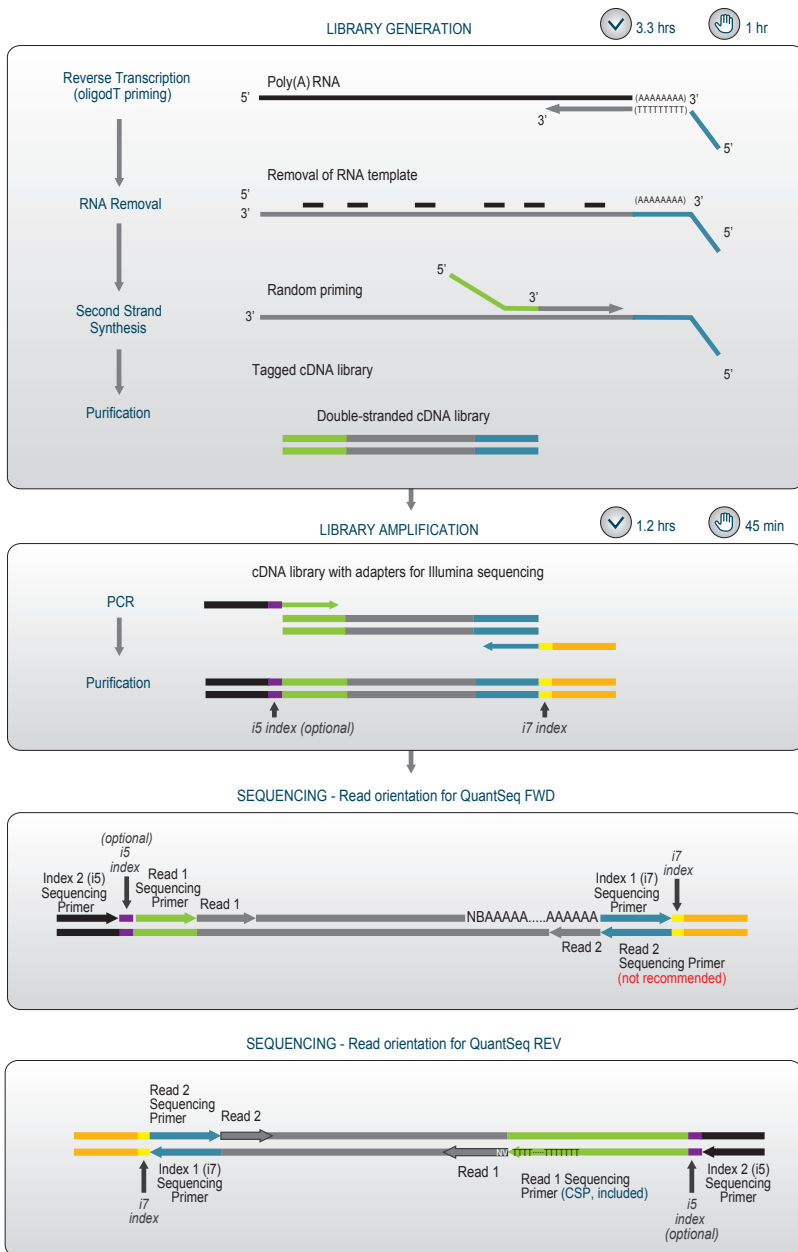 LIBRARY GENERATION
3.3 hrs
1 hr
Reverse Transcription
(oligodT priming)
Poly(A) RNA
5’
(AAAAAAAA)
3’
3’
(TTTTTTTTT)
5’
Removal of RNA template
5’
RNA Removal
3’
(AAAAAAAA)
3’
5’
5’
Random priming
3’
Second Strand
Synthesis
3’
5’
Tagged cDNA library
Purification
Double-stranded cDNA library
LIBRARY AMPLIFICATION
1.2 hrs
45 min
cDNA library with adapters for Illumina sequencing
PCR
Purification
i5 index (optional)
i7 index
SEQUENCING - Read orientation for QuantSeq FWD
(optional)
i5
index
Index 2 (i5)
Sequencing
Primer
Read 1
Sequencing
Primer
Read 1
NBAAAAA.....AAAAAA
Index 1 (i7)
Sequencing
Primer
i7
index
Read 2
Read 2
Sequencing Primer
(not recommended)
SEQUENCING - Read orientation for QuantSeq REV
Read 2
Sequencing
Primer
Read 2
NV
TTTT.....TTTTTTT
Index 1 (i7)
Sequencing
Primer
i7
index
Read 1
Read 1 Sequencing
Primer (CSP, included)
i5
index
(optional)
Index 2 (i5)
Sequencing
Primer